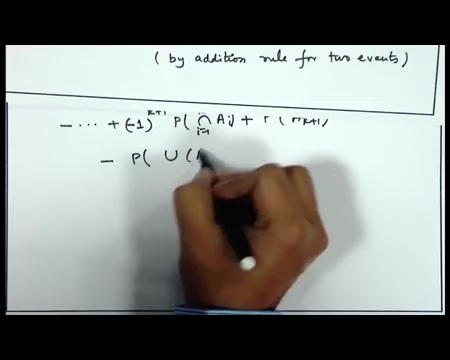 ( by addition rule for two events )
- ... + (-1)^{k+1} P( ∩_{i=1} A_i ) + P ( A_{k+1} )
- P( ∪ (